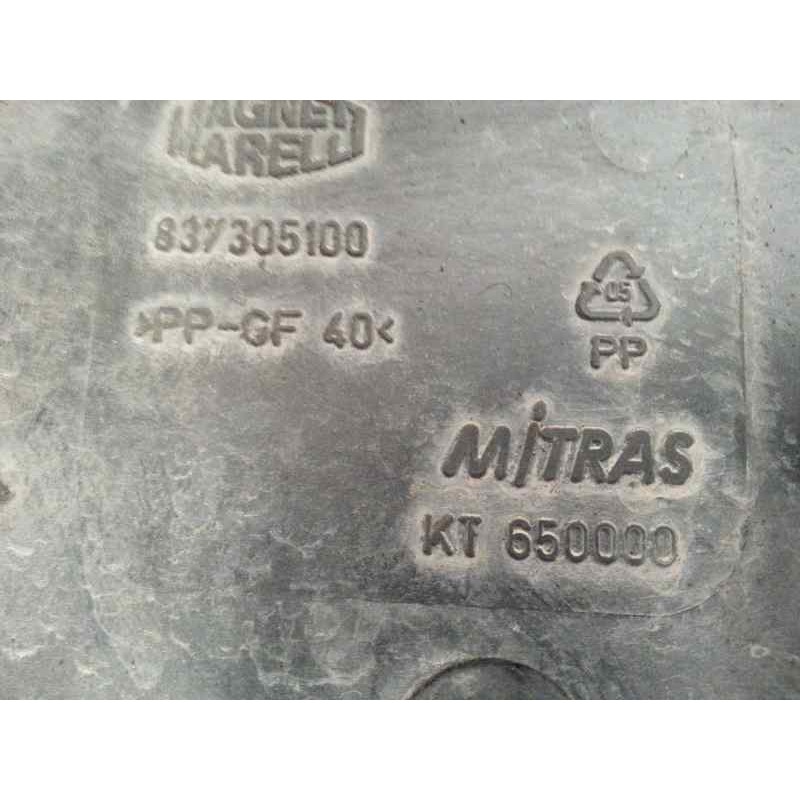 MAGNETI
MARELLI
837305100
>PP-GF 40<
05
PP
MiTRAS
KT 650000